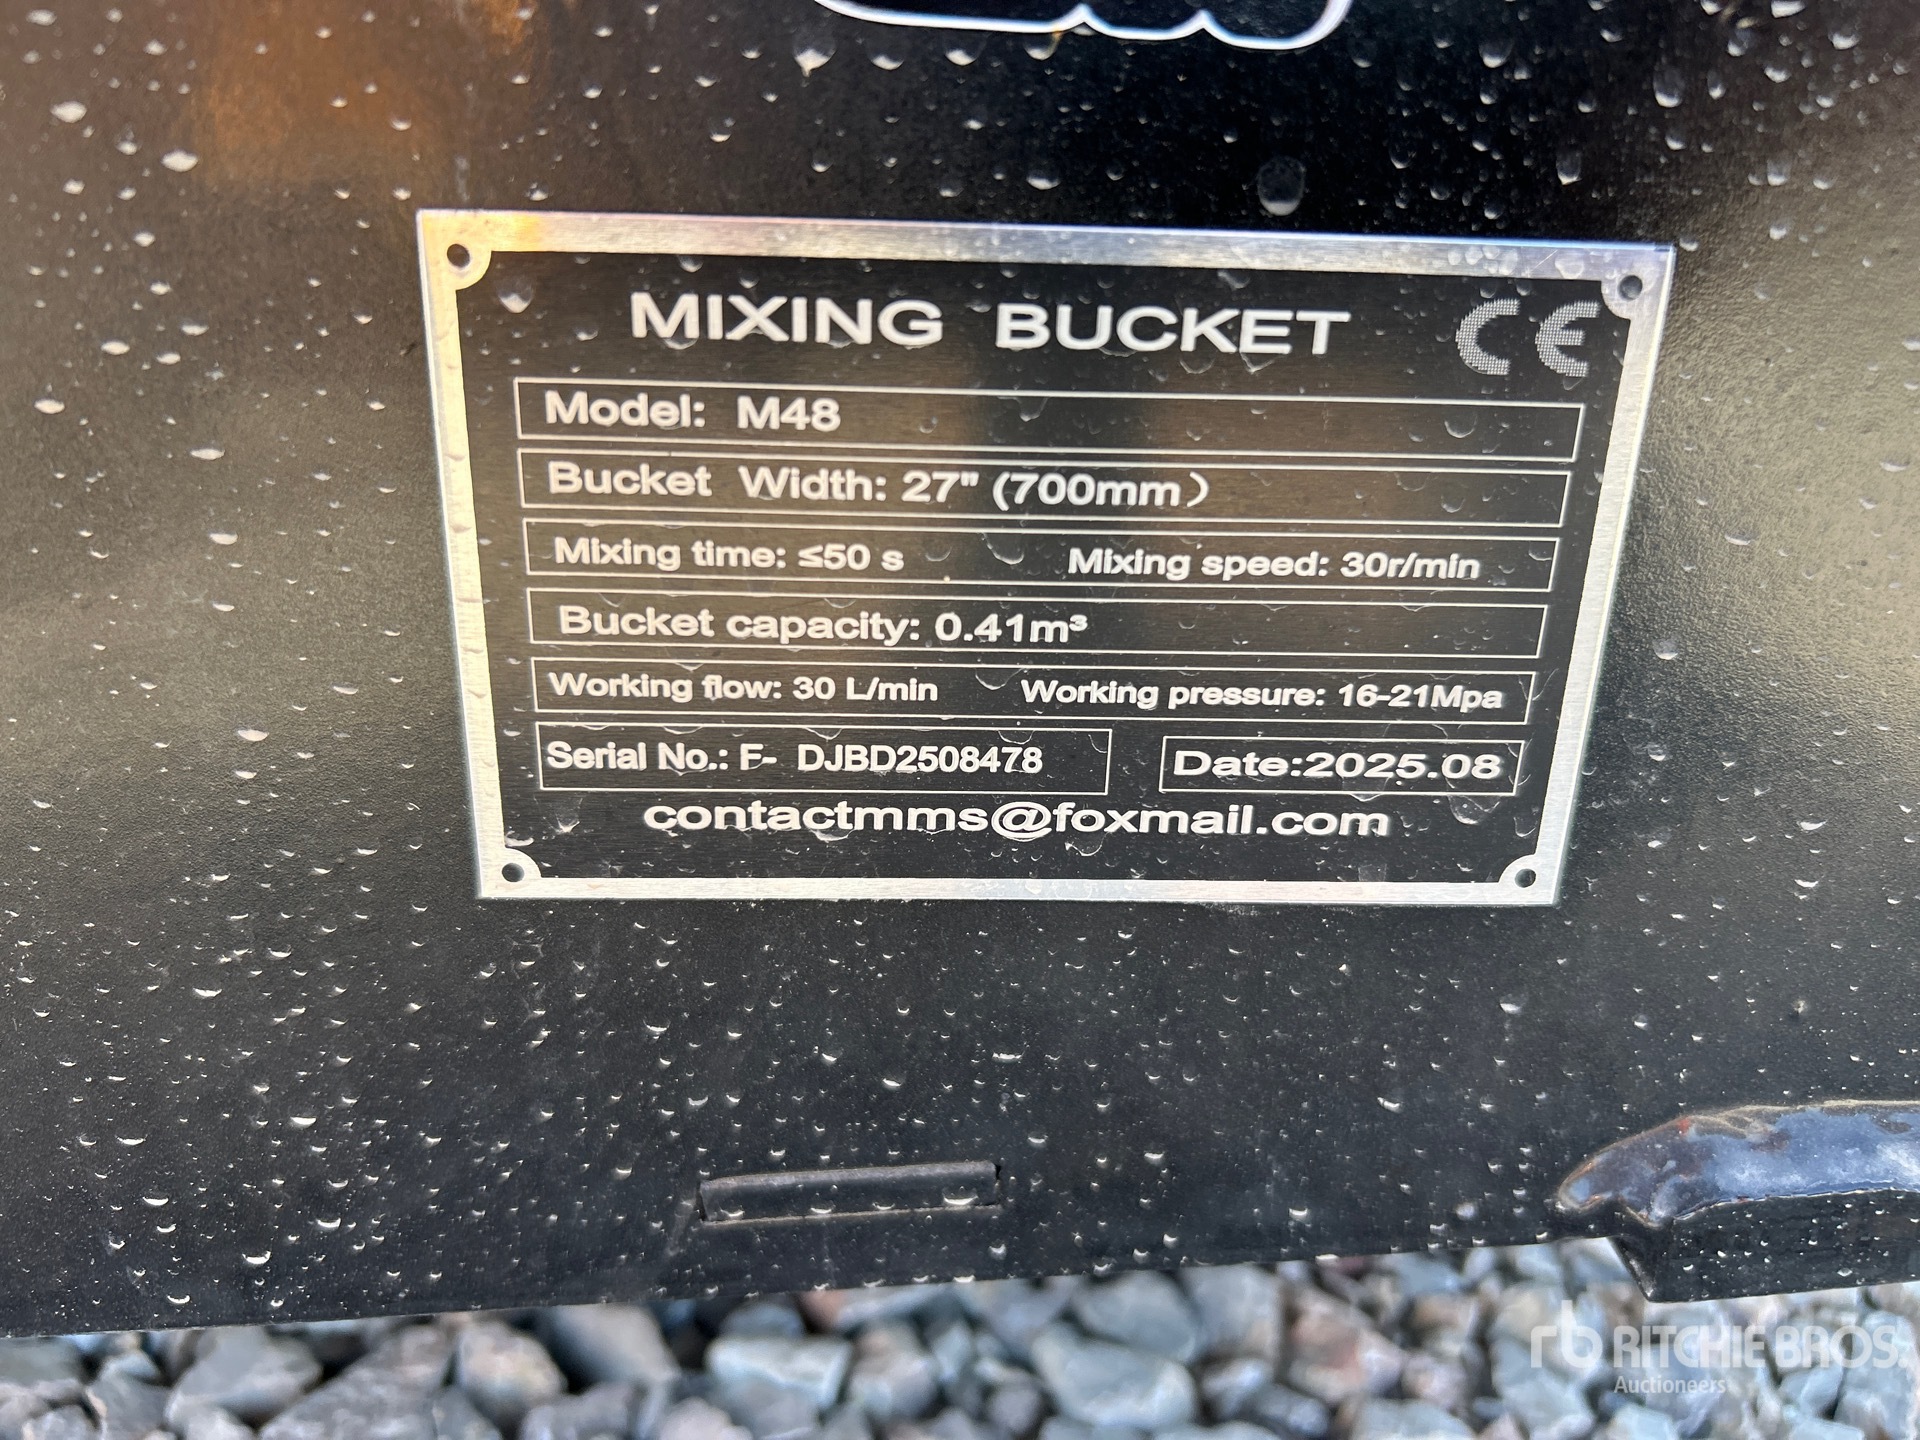 MIXING BUCKET CE
Model: M48
Bucket Width: 27" (700mm）
Mixing time: ≤50 s Mixing speed: 30r/min
Bucket capacity: 0.41m³
Working flow: 30 L/min Working pressure: 16-21Mpa
Serial No.: F- DJBD2508478 Date:2025.08
contactmms@foxmail.com
rb RITCHIE BROS.
Auctioneers